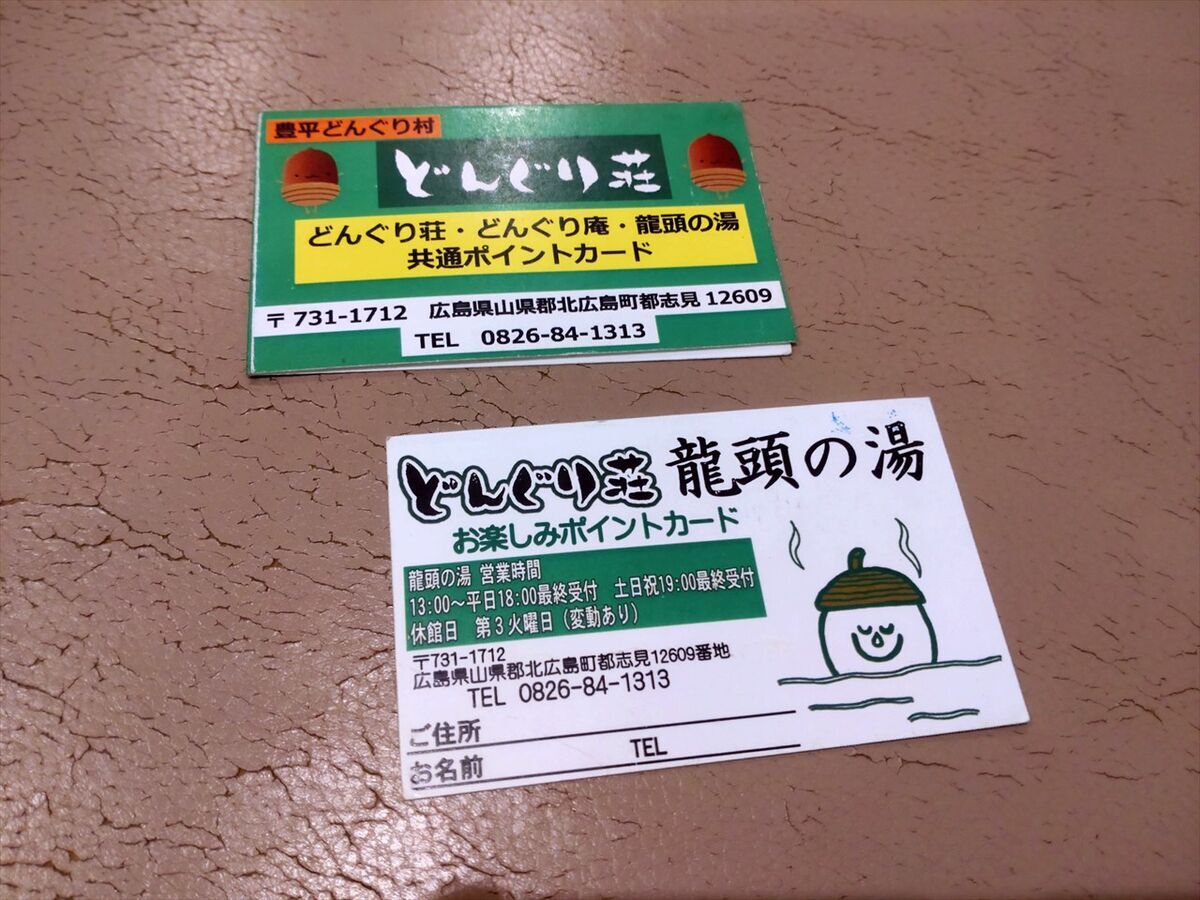 豊平どんぐり村
どんぐり荘
どんぐり荘・どんぐり庵・龍頭の湯
共通ポイントカード
〒731-1712 広島県山県郡北広島町都志見12609
TEL 0826-84-1313
どんぐり荘 龍頭の湯
お楽しみポイントカード
龍頭の湯 営業時間
13:00～平日18:00最終受付 土日祝19:00最終受付
休館日 第3火曜日（変動あり）
〒731-1712
広島県山県郡北広島町都志見12609番地
TEL 0826-84-1313
ご住所
お名前 TEL